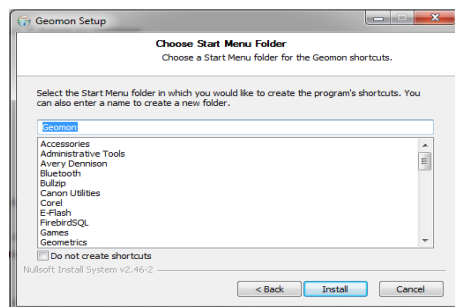 Geomon Setup
Choose Start Menu Folder
Choose a Start Menu folder for the Geomon shortcuts.
Select the Start Menu folder in which you would like to create the program's shortcuts. You
can also enter a name to create a new folder.
Geomon
Accessories
Administrative Tools
Avery Dennison
Bluetooth
Bullzip
Canon Utilities
Corel
E-Flash
FirebirdSQL
Games
Geometrics
Do not create shortcuts
Nullsoft Install System v2.46-2
< Back Install Cancel